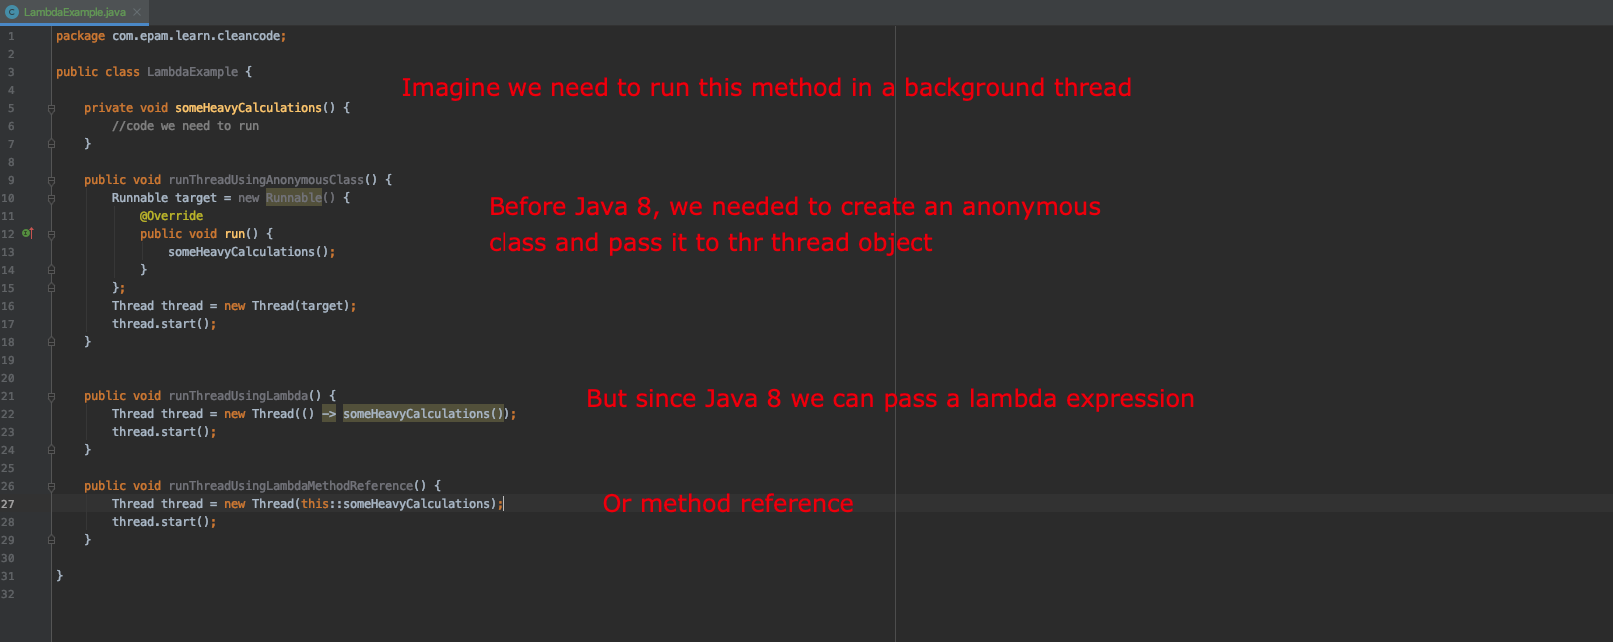 LambdaExample.java
1 package com.epam.learn.cleancode;
2
3 public class LambdaExample {
4
Imagine we need to run this method in a background thread
5 private void someHeavyCalculations() {
6 //code we need to run
7 }
8
9 public void runThreadUsingAnonymousClass() {
10 Runnable target = new Runnable() {
Before Java 8, we needed to create an anonymous
11 @Override
12 public void run() {
class and pass it to thr thread object
13 someHeavyCalculations();
14 }
15 };
16 Thread thread = new Thread(target);
17 thread.start();
18 }
19
20
21 public void runThreadUsingLambda() {
But since Java 8 we can pass a lambda expression
22 Thread thread = new Thread(() -> someHeavyCalculations());
23 thread.start();
24 }
25
26 public void runThreadUsingLambdaMethodReference() {
27 Thread thread = new Thread(this::someHeavyCalculations);
Or method reference
28 thread.start();
29 }
30
31 }
32